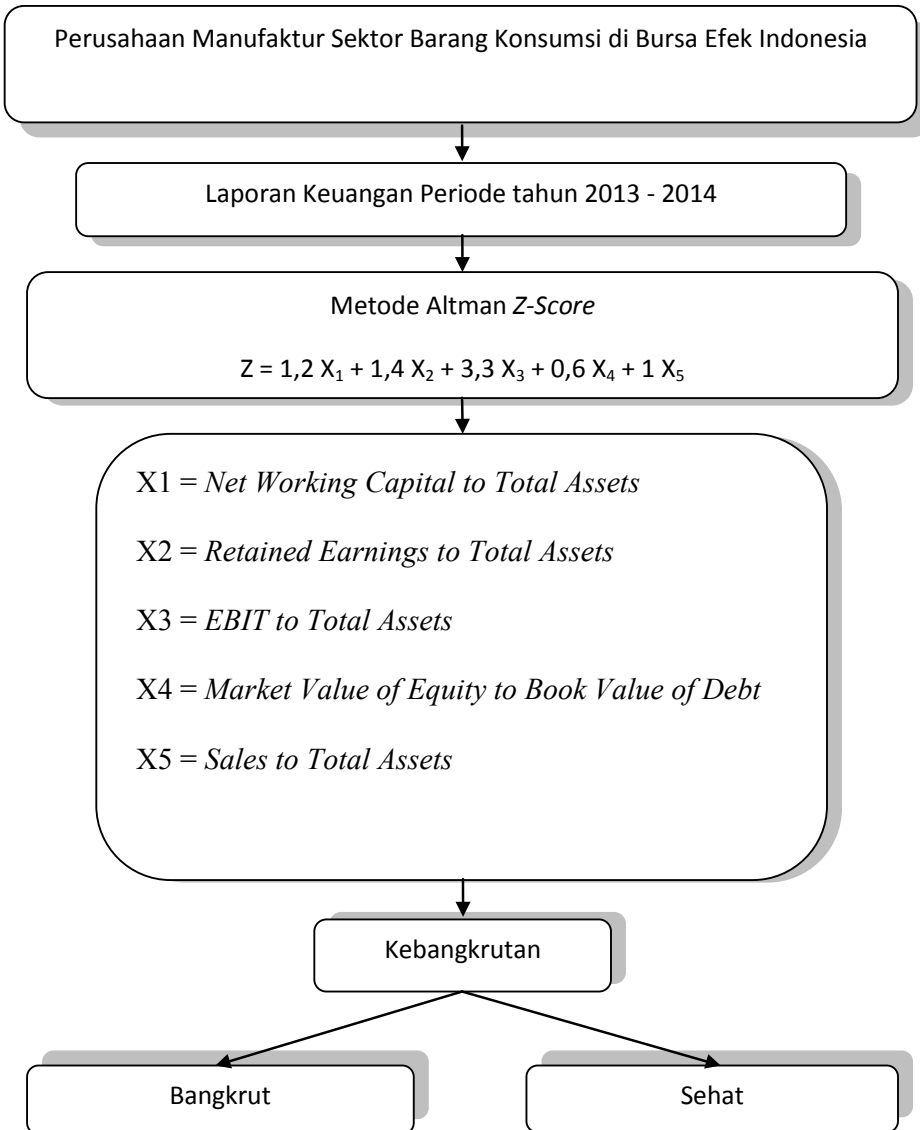 Perusahaan Manufaktur Sektor Barang Konsumsi di Bursa Efek Indonesia
Laporan Keuangan Periode tahun 2013 - 2014
Metode Altman Z-Score
Z = 1,2 X₁ + 1,4 X₂ + 3,3 X₃ + 0,6 X₄ + 1 X₅
X1 = Net Working Capital to Total Assets
X2 = Retained Earnings to Total Assets
X3 = EBIT to Total Assets
X4 = Market Value of Equity to Book Value of Debt
X5 = Sales to Total Assets
Kebangkrutan
Bangkrut
Sehat